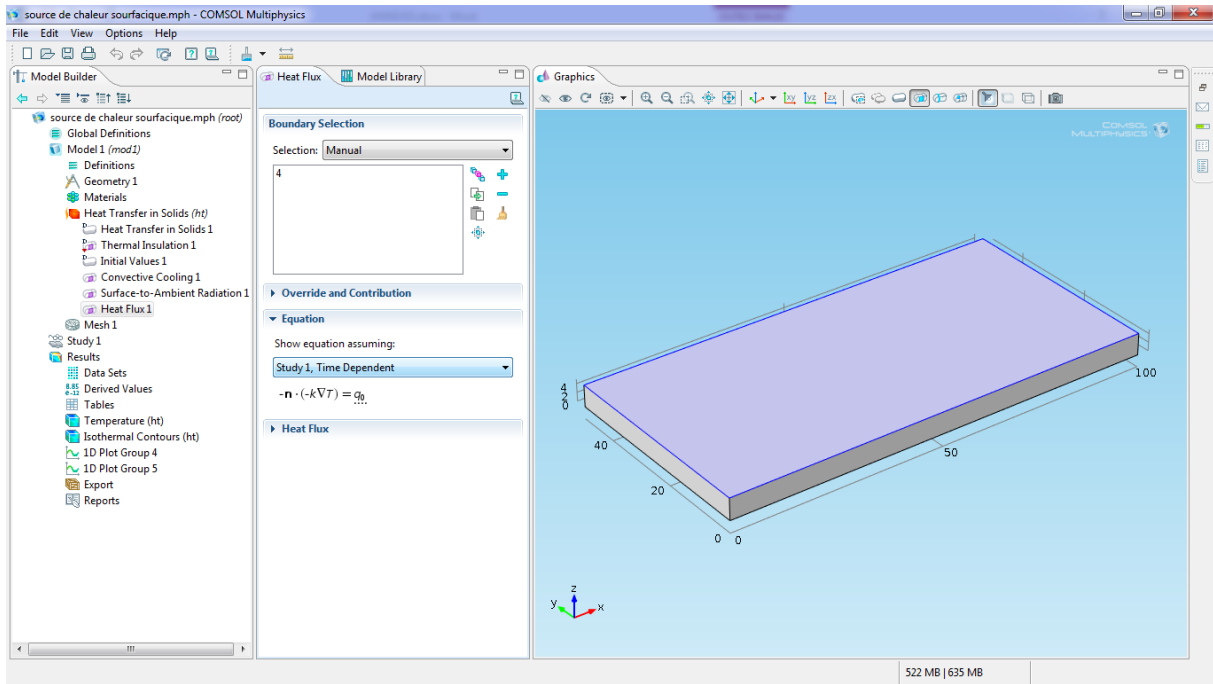 source de chaleur sourfacique.mph - COMSOL Multiphysics
File Edit View Options Help
Model Builder
source de chaleur sourfacique.mph (root)
Global Definitions
Model 1 (mod1)
Definitions
Geometry 1
Materials
Heat Transfer in Solids (ht)
Heat Transfer in Solids 1
Thermal Insulation 1
Initial Values 1
Convective Cooling 1
Surface-to-Ambient Radiation 1
Heat Flux 1
Mesh 1
Study 1
Results
Data Sets
8.85 e-12 Derived Values
Tables
Temperature (ht)
Isothermal Contours (ht)
1D Plot Group 4
1D Plot Group 5
Export
Reports
Heat Flux Model Library
Boundary Selection
Selection: Manual
4
Override and Contribution
Equation
Show equation assuming:
Study 1, Time Dependent
-n · (-k∇T) = q0
Heat Flux
Graphics
xy yz zx
COMSOL
MULTIPHYSICS
4
2
0
100
40
50
20
0 0
z
y x
522 MB | 635 MB